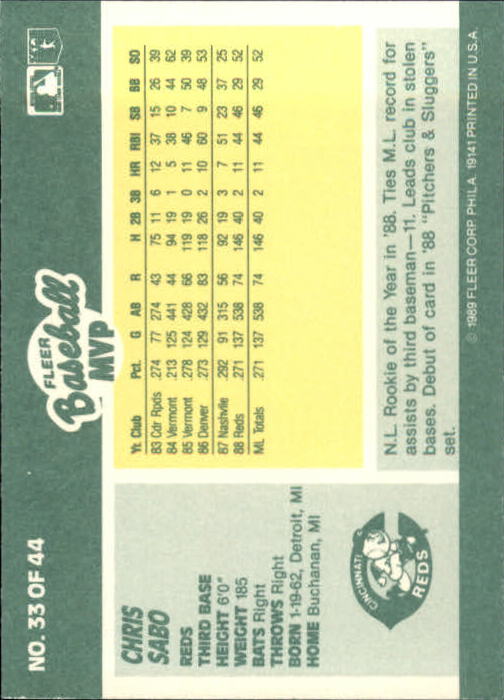 NO. 33 OF 44
FLEER
Baseball
MVP
CHRIS
SABO
REDS
THIRD BASE
HEIGHT 6'0"
WEIGHT 185
BATS Right
THROWS Right
BORN 1-19-62, Detroit, MI
HOME Buchanan, MI
CINCINNATI
REDS
Yr. Club Pct. G AB R H 2B 3B HR RBI SB BB SO
83 Cdr Rpds .274 77 274 43 75 11 6 12 37 15 26 39
84 Vermont .213 125 441 44 94 19 1 5 38 10 44 62
85 Vermont .278 124 428 66 119 19 0 11 46 7 50 39
86 Denver .273 129 432 83 118 26 2 10 60 9 48 53
87 Nashville .292 91 315 56 92 19 3 7 51 23 37 25
88 Reds .271 137 538 74 146 40 2 11 44 46 29 52
ML Totals .271 137 538 74 146 40 2 11 44 46 29 52
N.L. Rookie of the Year in '88. Ties M.L. record for
assists by third baseman—11. Leads club in stolen
bases. Debut of card in '88 "Pitchers & Sluggers"
set.
© 1989 FLEER CORP. PHILA. 19141 PRINTED IN U.S.A.